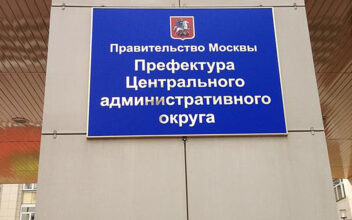 Правительство Москвы
Префектура
Центрального
административного
округа